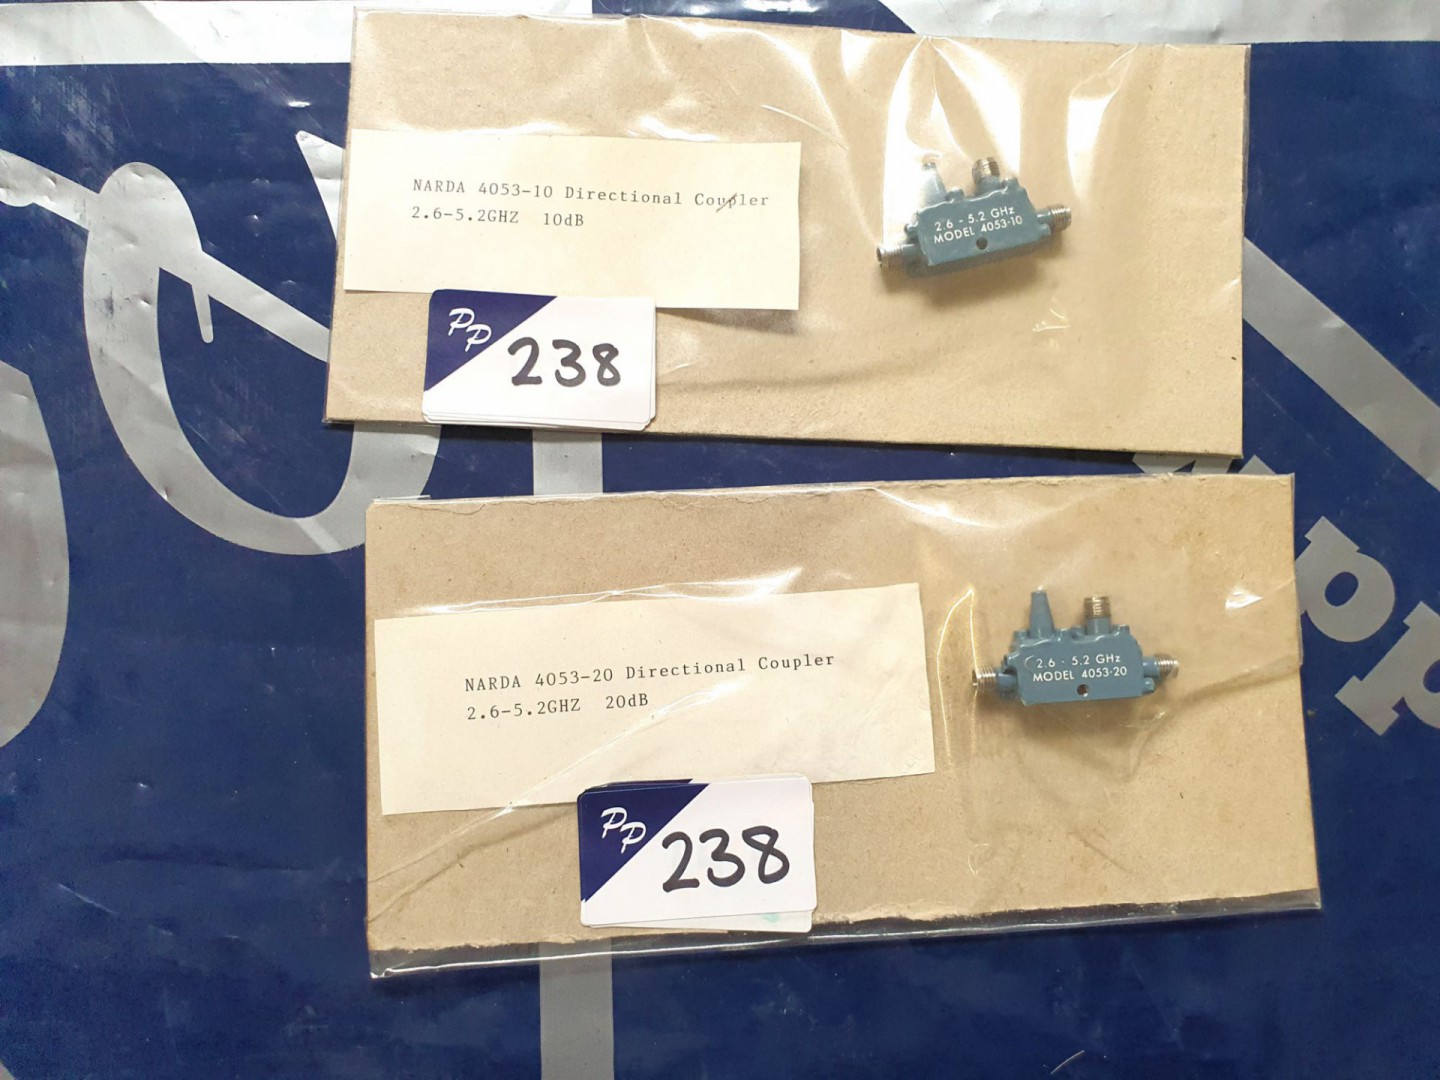 NARDA 4053-10 Directional Coupler
2.6-5.2GHZ 10dB
2.6 - 5.2 GHz
MODEL 4053-10
PP 238
NARDA 4053-20 Directional Coupler
2.6-5.2GHZ 20dB
2.6 - 5.2 GHz
MODEL 4053-20
PP 238